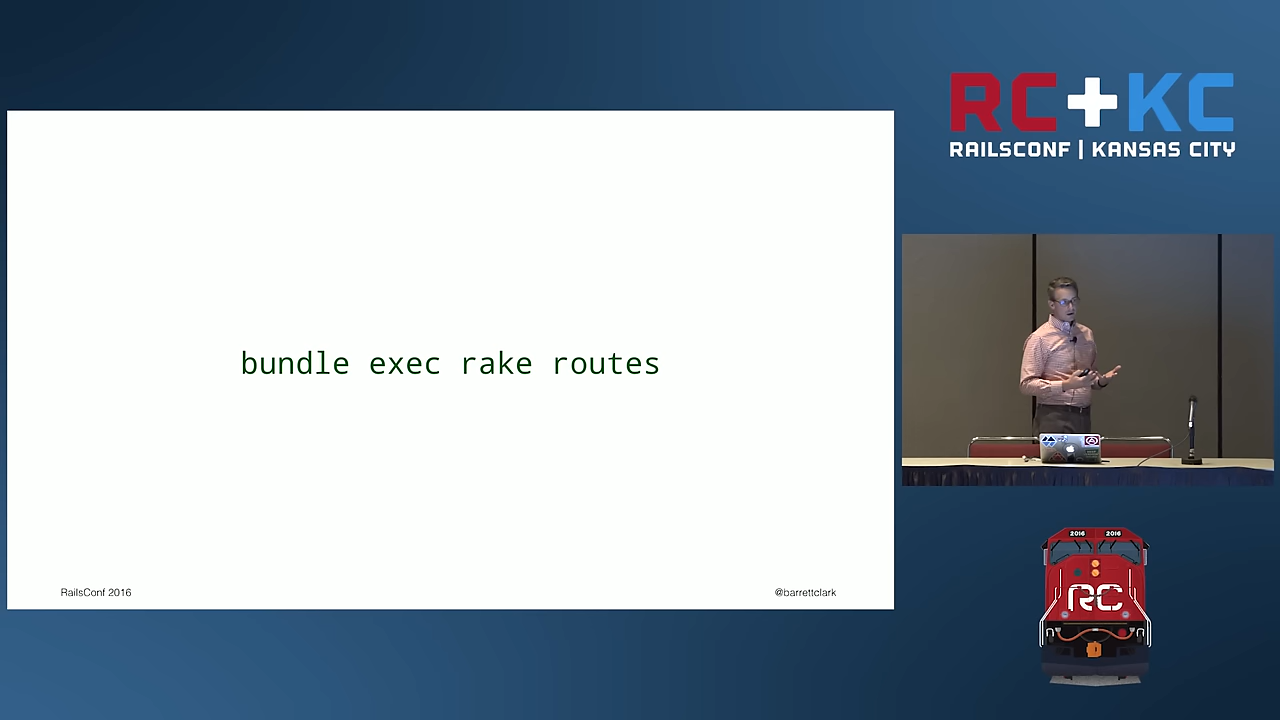 bundle exec rake routes
RailsConf 2016
@barrettclark
RC+KC
RAILSCONF | KANSAS CITY
2016 2016
RC